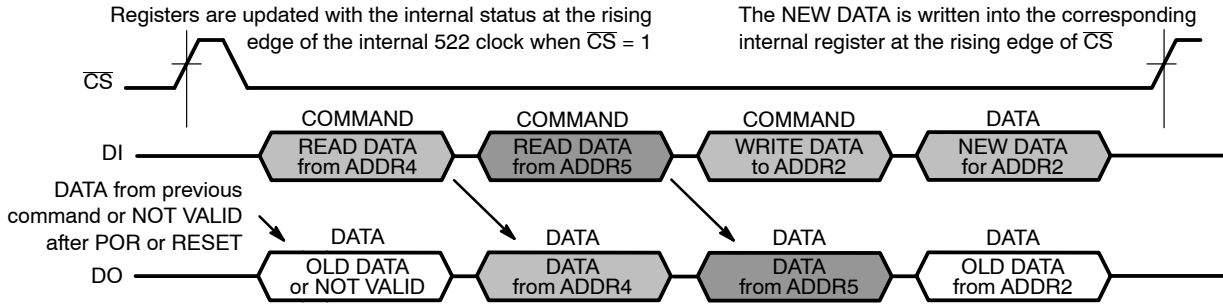 Registers are updated with the internal status at the rising
edge of the internal 522 clock when CS = 1
The NEW DATA is written into the corresponding
internal register at the rising edge of CS
CS
COMMAND
COMMAND
COMMAND
DATA
DI
READ DATA
from ADDR4
READ DATA
from ADDR5
WRITE DATA
to ADDR2
NEW DATA
for ADDR2
DATA from previous
command or NOT VALID
after POR or RESET
DATA
DATA
DATA
DATA
DO
OLD DATA
or NOT VALID
DATA
from ADDR4
DATA
from ADDR5
OLD DATA
from ADDR2